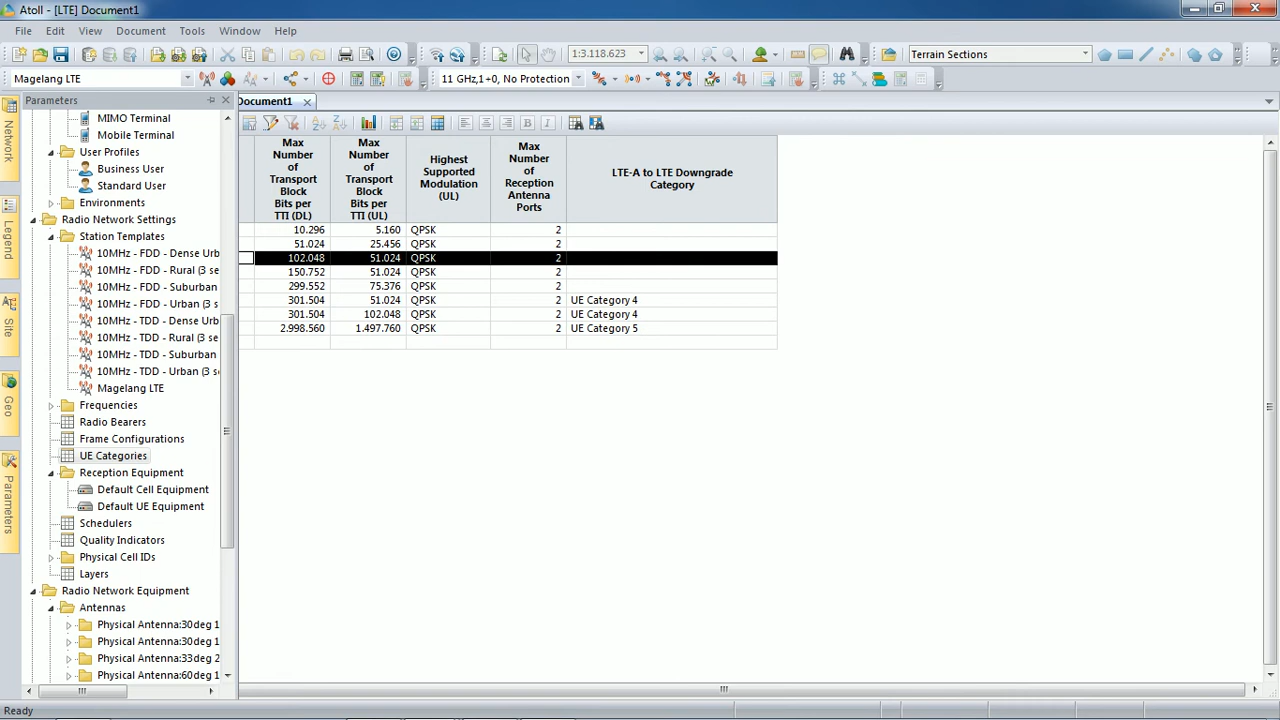 Atoll - [LTE] Document1
File Edit View Document Tools Window Help
1:3.118.623
Terrain Sections
Magelang LTE
11 GHz,1+0, No Protection
Parameters
Document1
Network
Legend
Site
Geo
Parameters
MIMO Terminal
Mobile Terminal
User Profiles
Business User
Standard User
Environments
Radio Network Settings
Station Templates
10MHz - FDD - Dense Urb
10MHz - FDD - Rural (3 se
10MHz - FDD - Suburban
10MHz - FDD - Urban (3 s
10MHz - TDD - Dense Urb
10MHz - TDD - Rural (3 se
10MHz - TDD - Suburban
10MHz - TDD - Urban (3 se
Magelang LTE
Frequencies
Radio Bearers
Frame Configurations
UE Categories
Reception Equipment
Default Cell Equipment
Default UE Equipment
Schedulers
Quality Indicators
Physical Cell IDs
Layers
Radio Network Equipment
Antennas
Physical Antenna:30deg 1
Physical Antenna:30deg 1
Physical Antenna:33deg 2
Physical Antenna:60deg 1
Max Number of Transport Block Bits per TTI (DL)
Max Number of Transport Block Bits per TTI (UL)
Highest Supported Modulation (UL)
Max Number of Reception Antenna Ports
LTE-A to LTE Downgrade Category
10.296 5.160 QPSK 2
51.024 25.456 QPSK 2
102.048 51.024 QPSK 2
150.752 51.024 QPSK 2
299.552 75.376 QPSK 2
301.504 51.024 QPSK 2 UE Category 4
301.504 102.048 QPSK 2 UE Category 4
2.998.560 1.497.760 QPSK 2 UE Category 5
Ready